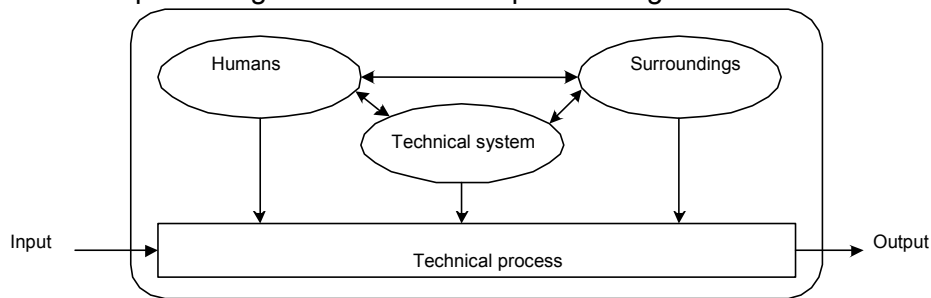 Humans
Surroundings
Technical system
Input
Output
Technical process